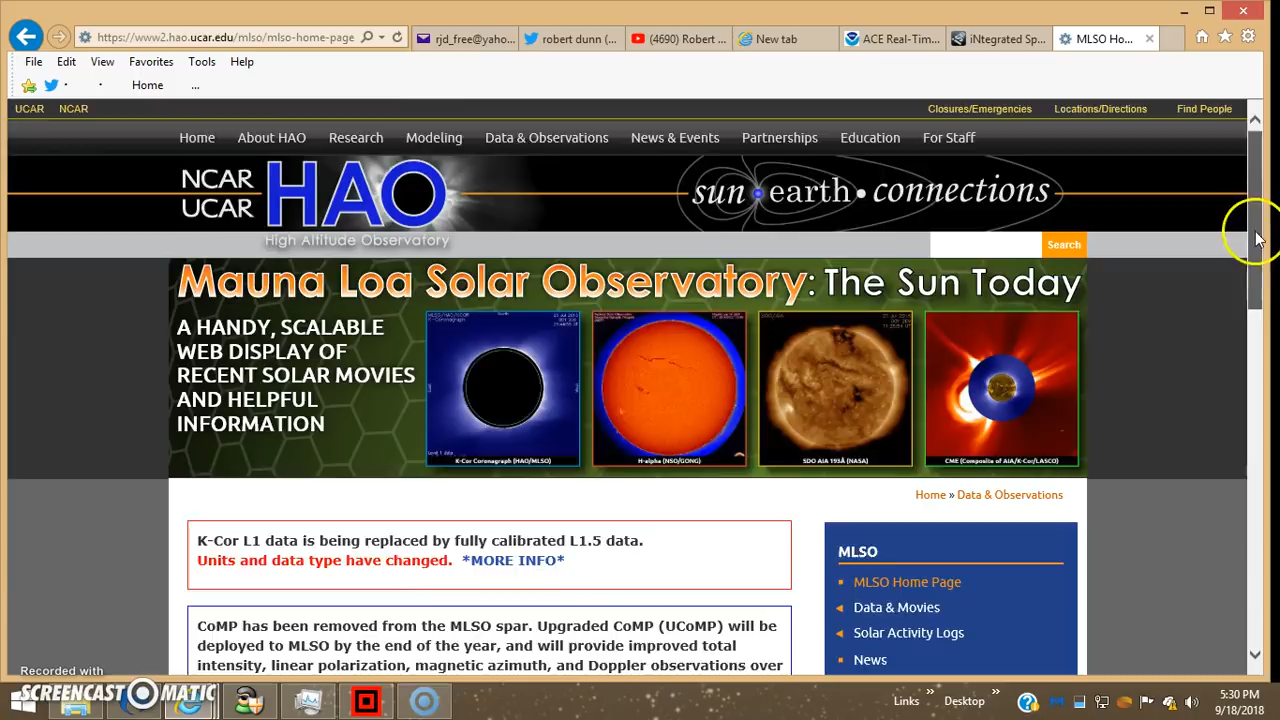 https://www2.hao.ucar.edu/mlso/mlso-home-page
rjd_efree@yaho...
robert dunn (...
(4690) Robert ...
New tab
ACE Real-Tim...
iNtegrated Sp...
MLSO Ho...
File Edit View Favorites Tools Help
Home ...
UCAR NCAR Closures/Emergencies Locations/Directions Find People
Home About HAO Research Modeling Data & Observations News & Events Partnerships Education For Staff
NCAR
UCAR
HAO
High Altitude Observatory
sun earth connections
Search
Mauna Loa Solar Observatory: The Sun Today
A HANDY, SCALABLE
WEB DISPLAY OF
RECENT SOLAR MOVIES
AND HELPFUL
INFORMATION
K-Cor Coronagraph (HAO/MLSO)
H-alpha (NSO/GONG)
SDO AIA 193Å (NASA)
CME (Composite of AIA/K-Cor/LASCO)
Home » Data & Observations
K-Cor L1 data is being replaced by fully calibrated L1.5 data.
Units and data type have changed. *MORE INFO*
CoMP has been removed from the MLSO spar. Upgraded CoMP (UCoMP) will be
deployed to MLSO by the end of the year, and will provide improved total
intensity, linear polarization, magnetic azimuth, and Doppler observations over
MLSO
MLSO Home Page
Data & Movies
Solar Activity Logs
News
Recorded with
SCREENCAST MATIC
Links » Desktop »
5:30 PM
9/18/2018